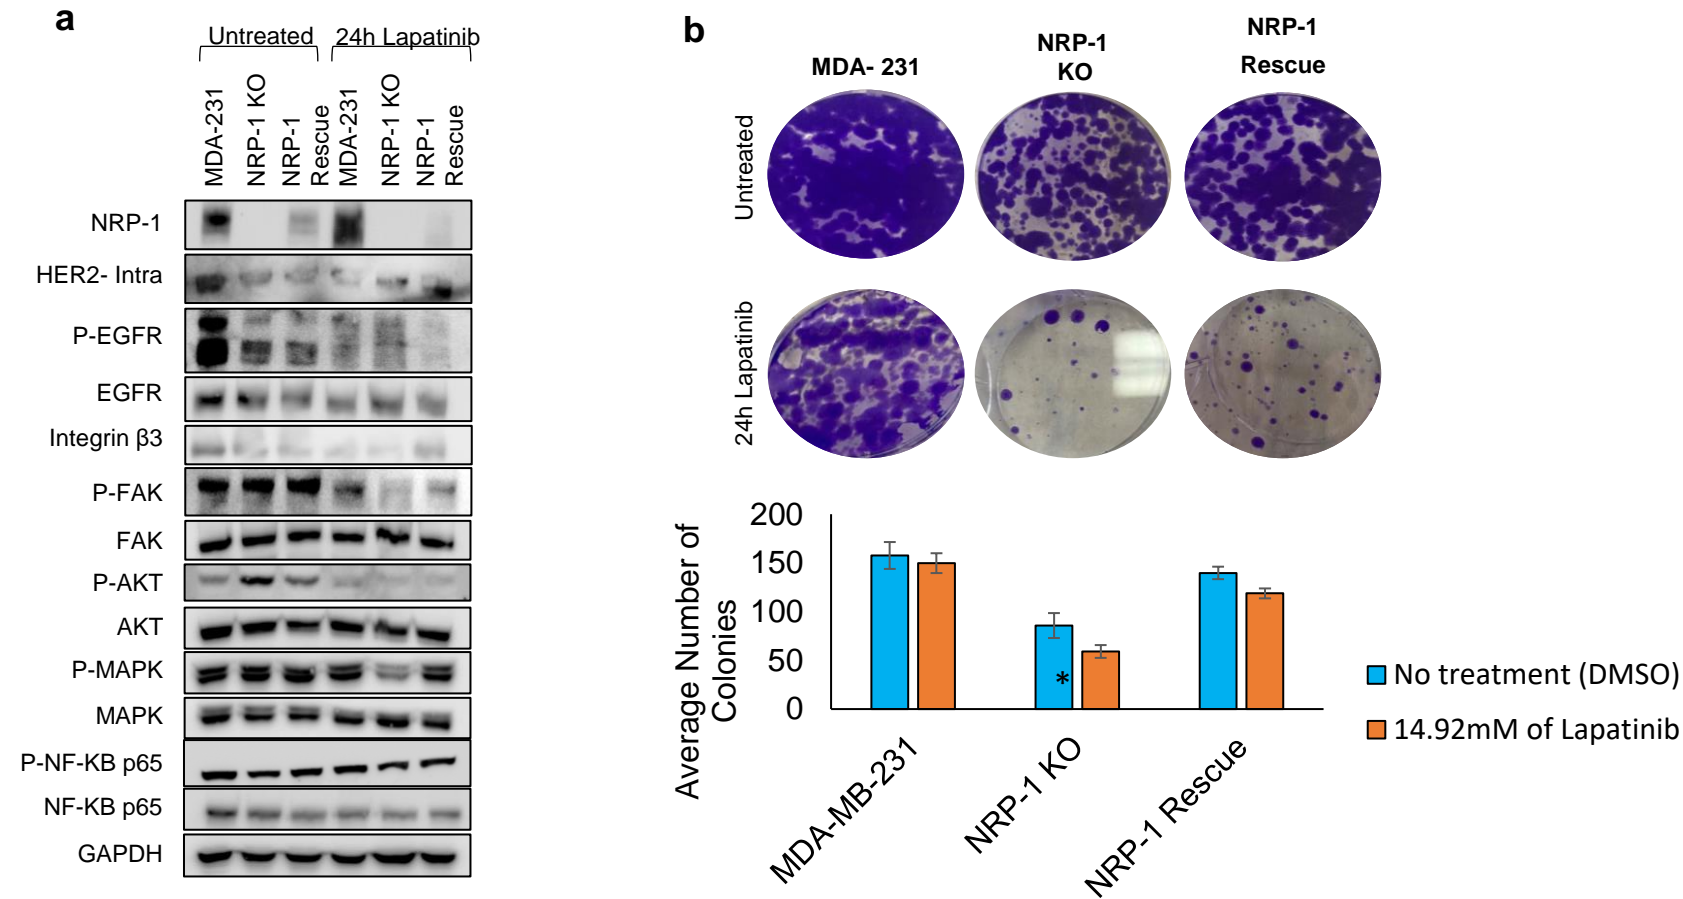 a
Untreated
24h Lapatinib
MDA-231
NRP-1 KO
NRP-1
Rescue
MDA-231
NRP-1 KO
NRP-1
Rescue
NRP-1
HER2- Intra
P-EGFR
EGFR
Integrin β3
P-FAK
FAK
P-AKT
AKT
P-MAPK
MAPK
P-NF-KB p65
NF-KB p65
GAPDH
b
MDA- 231
NRP-1
KO
NRP-1
Rescue
Untreated
24h Lapatinib
Average Number of
Colonies
200
150
100
50
0
*
MDA-MB-231
NRP-1 KO
NRP-1 Rescue
No treatment (DMSO)
14.92mM of Lapatinib